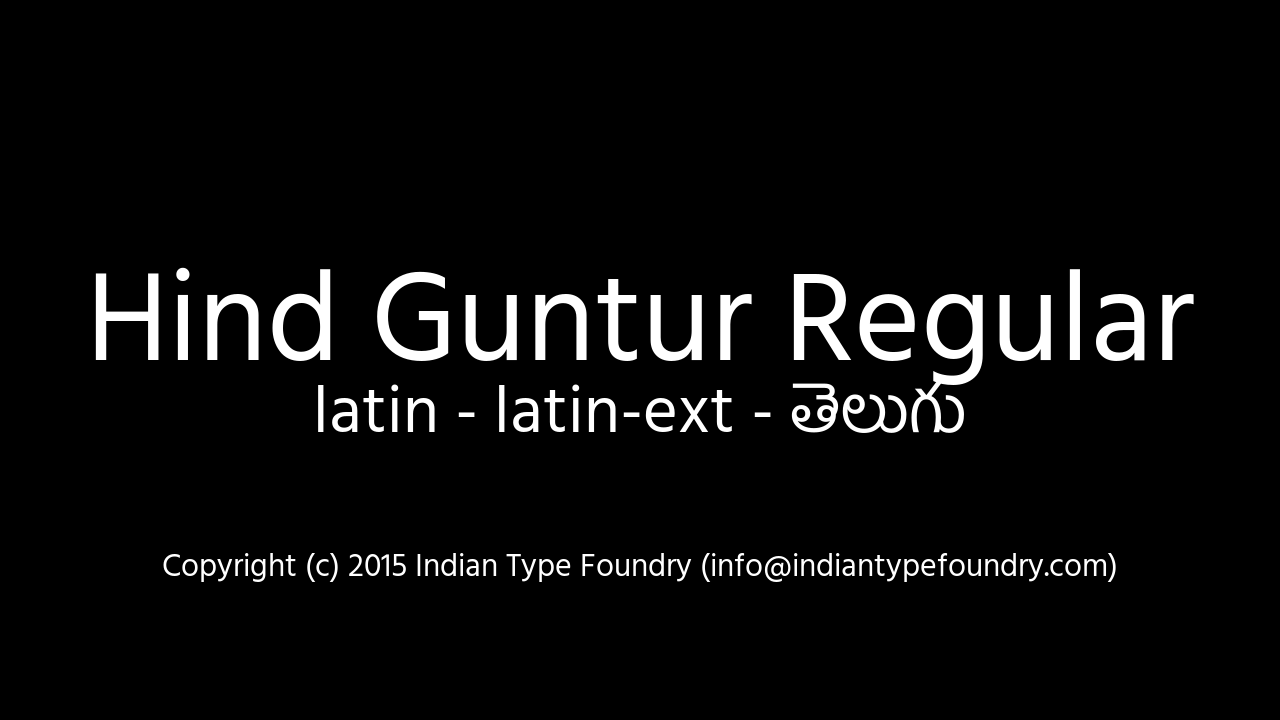 Hind Guntur Regular
latin - latin-ext - తెలుగు
Copyright (c) 2015 Indian Type Foundry (info@indiantypefoundry.com)